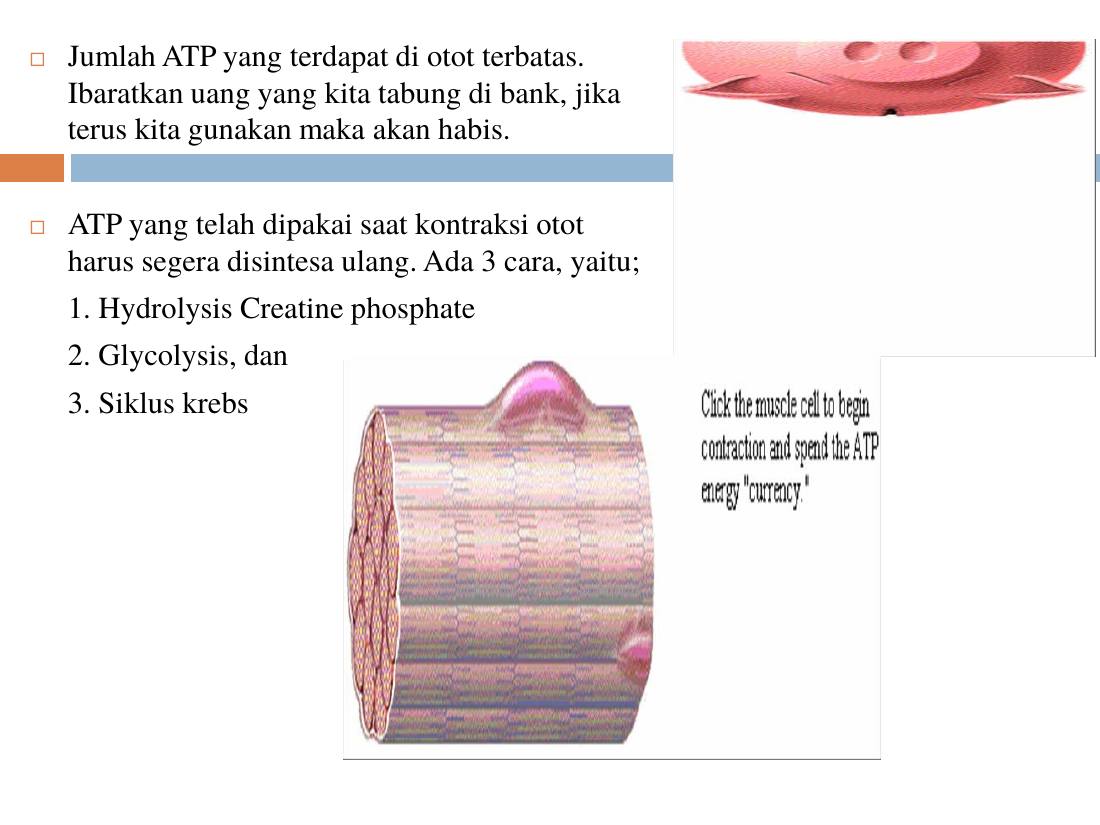 Jumlah ATP yang terdapat di otot terbatas.
Ibaratkan uang yang kita tabung di bank, jika
terus kita gunakan maka akan habis.
ATP yang telah dipakai saat kontraksi otot
harus segera disintesa ulang. Ada 3 cara, yaitu;
1. Hydrolysis Creatine phosphate
2. Glycolysis, dan
3. Siklus krebs
Click the muscle cell to begin
contraction and spend the ATP
energy "currency."